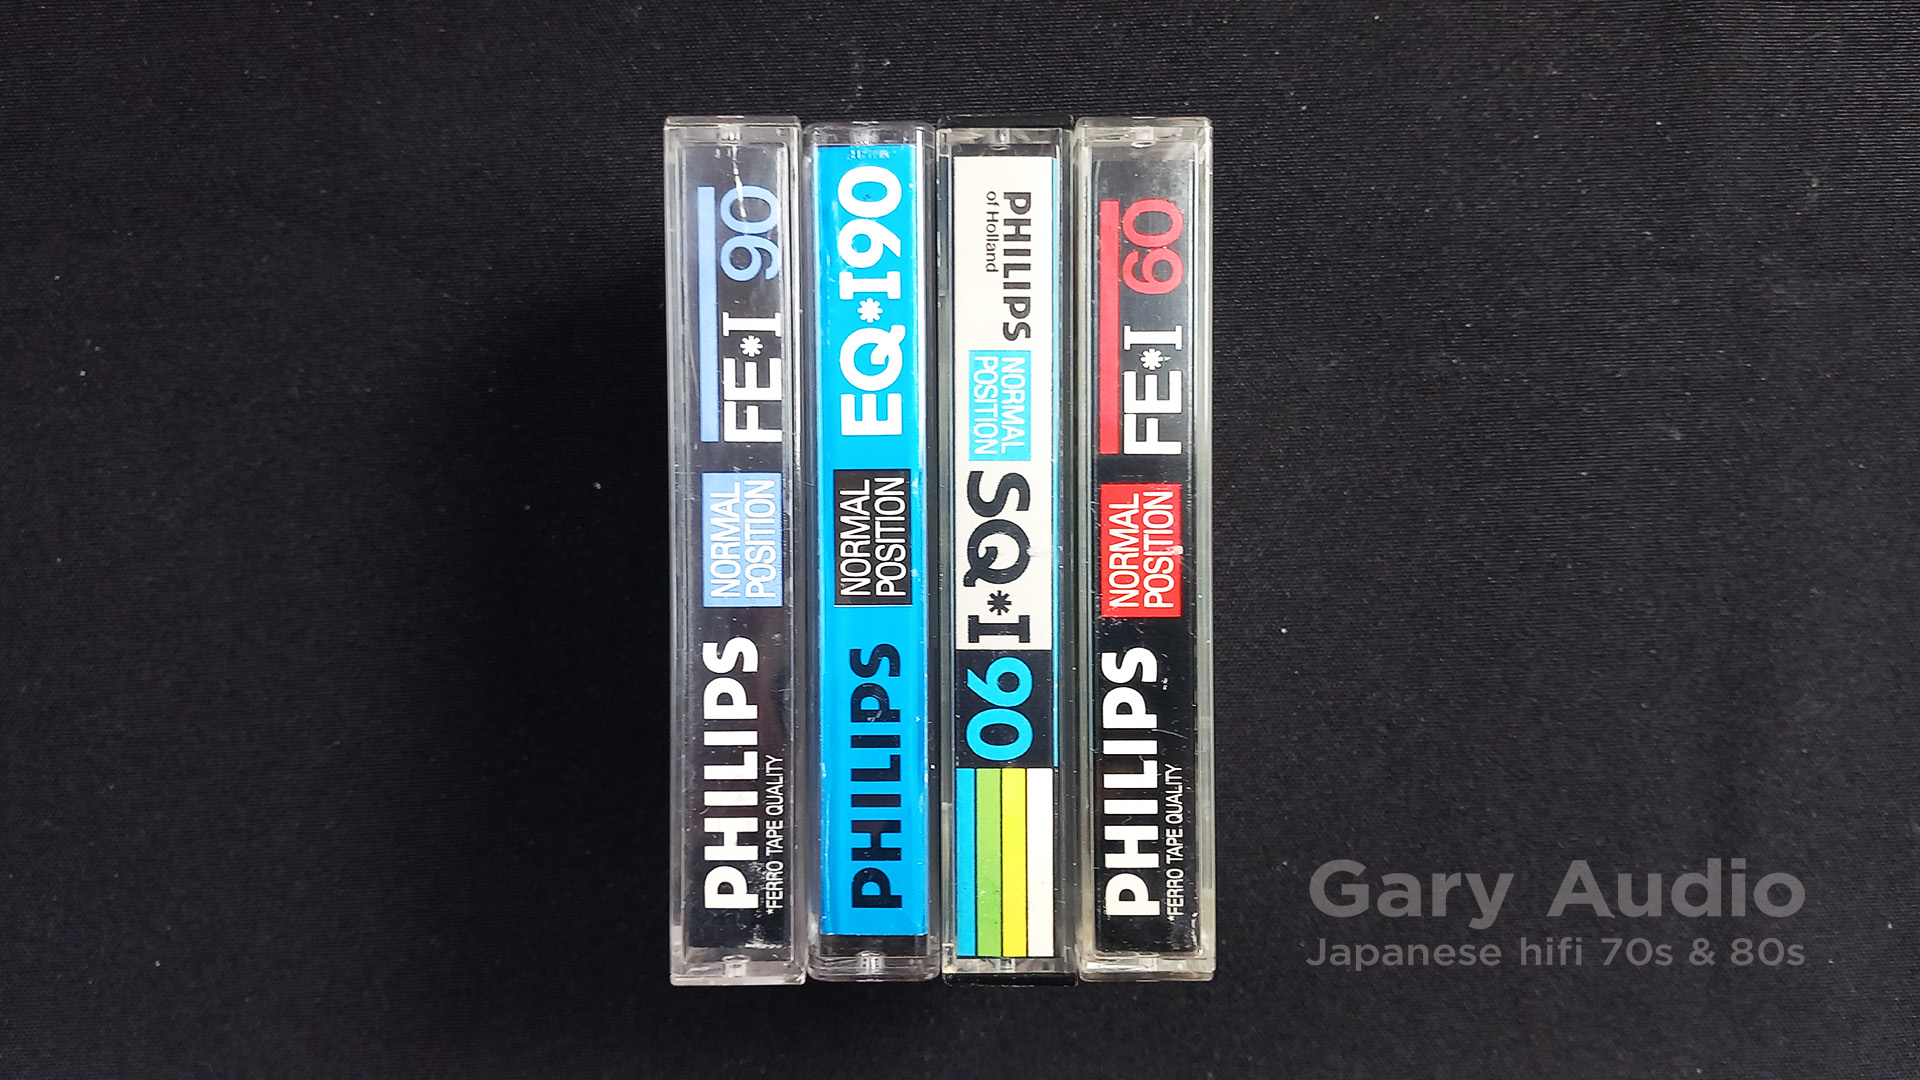 PHILIPS
*FERRO TAPE QUALITY
NORMAL
POSITION
FE*I 90
PHILIPS
NORMAL
POSITION
EQ*I90
PHILIPS
of Holland
NORMAL
POSITION
SQ*I 90
PHILIPS
*FERRO TAPE QUALITY
NORMAL
POSITION
FE*I 60
Gary Audio
Japanese hifi 70s & 80s